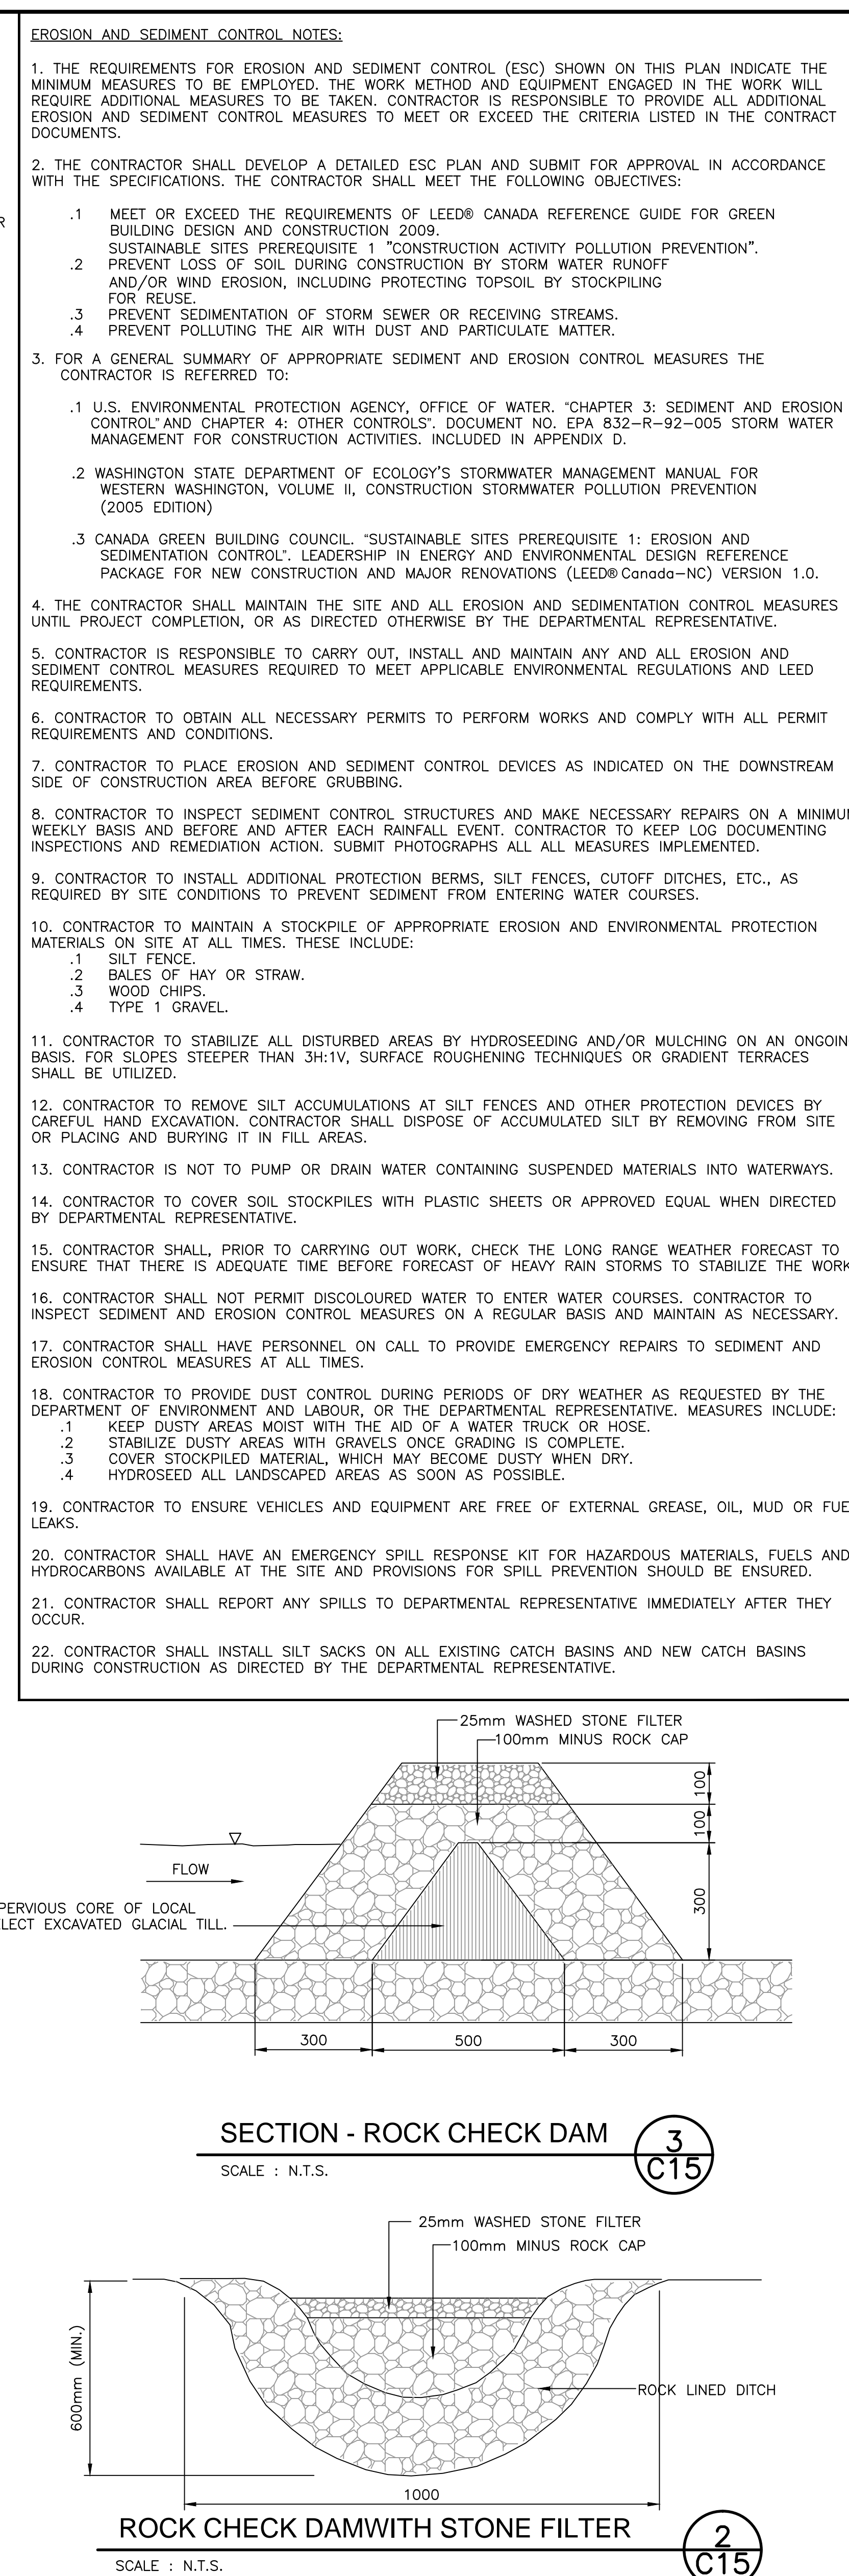 EROSION AND SEDIMENT CONTROL NOTES:
1. THE REQUIREMENTS FOR EROSION AND SEDIMENT CONTROL (ESC) SHOWN ON THIS PLAN INDICATE THE
MINIMUM MEASURES TO BE EMPLOYED. THE WORK METHOD AND EQUIPMENT ENGAGED IN THE WORK WILL
REQUIRE ADDITIONAL MEASURES TO BE TAKEN. CONTRACTOR IS RESPONSIBLE TO PROVIDE ALL ADDITIONAL
EROSION AND SEDIMENT CONTROL MEASURES TO MEET OR EXCEED THE CRITERIA LISTED IN THE CONTRACT
DOCUMENTS.
2. THE CONTRACTOR SHALL DEVELOP A DETAILED ESC PLAN AND SUBMIT FOR APPROVAL IN ACCORDANCE
WITH THE SPECIFICATIONS. THE CONTRACTOR SHALL MEET THE FOLLOWING OBJECTIVES:
R
.1 MEET OR EXCEED THE REQUIREMENTS OF LEED® CANADA REFERENCE GUIDE FOR GREEN
BUILDING DESIGN AND CONSTRUCTION 2009.
SUSTAINABLE SITES PREREQUISITE 1 "CONSTRUCTION ACTIVITY POLLUTION PREVENTION".
.2 PREVENT LOSS OF SOIL DURING CONSTRUCTION BY STORM WATER RUNOFF
AND/OR WIND EROSION, INCLUDING PROTECTING TOPSOIL BY STOCKPILING
FOR REUSE.
.3 PREVENT SEDIMENTATION OF STORM SEWER OR RECEIVING STREAMS.
.4 PREVENT POLLUTING THE AIR WITH DUST AND PARTICULATE MATTER.
3. FOR A GENERAL SUMMARY OF APPROPRIATE SEDIMENT AND EROSION CONTROL MEASURES THE
CONTRACTOR IS REFERRED TO:
.1 U.S. ENVIRONMENTAL PROTECTION AGENCY, OFFICE OF WATER. "CHAPTER 3: SEDIMENT AND EROSION
CONTROL" AND CHAPTER 4: OTHER CONTROLS". DOCUMENT NO. EPA 832-R-92-005 STORM WATER
MANAGEMENT FOR CONSTRUCTION ACTIVITIES. INCLUDED IN APPENDIX D.
.2 WASHINGTON STATE DEPARTMENT OF ECOLOGY'S STORMWATER MANAGEMENT MANUAL FOR
WESTERN WASHINGTON, VOLUME II, CONSTRUCTION STORMWATER POLLUTION PREVENTION
(2005 EDITION)
.3 CANADA GREEN BUILDING COUNCIL. "SUSTAINABLE SITES PREREQUISITE 1: EROSION AND
SEDIMENTATION CONTROL". LEADERSHIP IN ENERGY AND ENVIRONMENTAL DESIGN REFERENCE
PACKAGE FOR NEW CONSTRUCTION AND MAJOR RENOVATIONS (LEED® Canada-NC) VERSION 1.0.
4. THE CONTRACTOR SHALL MAINTAIN THE SITE AND ALL EROSION AND SEDIMENTATION CONTROL MEASURES
UNTIL PROJECT COMPLETION, OR AS DIRECTED OTHERWISE BY THE DEPARTMENTAL REPRESENTATIVE.
5. CONTRACTOR IS RESPONSIBLE TO CARRY OUT, INSTALL AND MAINTAIN ANY AND ALL EROSION AND
SEDIMENT CONTROL MEASURES REQUIRED TO MEET APPLICABLE ENVIRONMENTAL REGULATIONS AND LEED
REQUIREMENTS.
6. CONTRACTOR TO OBTAIN ALL NECESSARY PERMITS TO PERFORM WORKS AND COMPLY WITH ALL PERMIT
REQUIREMENTS AND CONDITIONS.
7. CONTRACTOR TO PLACE EROSION AND SEDIMENT CONTROL DEVICES AS INDICATED ON THE DOWNSTREAM
SIDE OF CONSTRUCTION AREA BEFORE GRUBBING.
8. CONTRACTOR TO INSPECT SEDIMENT CONTROL STRUCTURES AND MAKE NECESSARY REPAIRS ON A MINIMUM
WEEKLY BASIS AND BEFORE AND AFTER EACH RAINFALL EVENT. CONTRACTOR TO KEEP LOG DOCUMENTING
INSPECTIONS AND REMEDIATION ACTION. SUBMIT PHOTOGRAPHS ALL ALL MEASURES IMPLEMENTED.
9. CONTRACTOR TO INSTALL ADDITIONAL PROTECTION BERMS, SILT FENCES, CUTOFF DITCHES, ETC., AS
REQUIRED BY SITE CONDITIONS TO PREVENT SEDIMENT FROM ENTERING WATER COURSES.
10. CONTRACTOR TO MAINTAIN A STOCKPILE OF APPROPRIATE EROSION AND ENVIRONMENTAL PROTECTION
MATERIALS ON SITE AT ALL TIMES. THESE INCLUDE:
.1 SILT FENCE.
.2 BALES OF HAY OR STRAW.
.3 WOOD CHIPS.
.4 TYPE 1 GRAVEL.
11. CONTRACTOR TO STABILIZE ALL DISTURBED AREAS BY HYDROSEEDING AND/OR MULCHING ON AN ONGOIN
BASIS. FOR SLOPES STEEPER THAN 3H:1V, SURFACE ROUGHENING TECHNIQUES OR GRADIENT TERRACES
SHALL BE UTILIZED.
12. CONTRACTOR TO REMOVE SILT ACCUMULATIONS AT SILT FENCES AND OTHER PROTECTION DEVICES BY
CAREFUL HAND EXCAVATION. CONTRACTOR SHALL DISPOSE OF ACCUMULATED SILT BY REMOVING FROM SITE
OR PLACING AND BURYING IT IN FILL AREAS.
13. CONTRACTOR IS NOT TO PUMP OR DRAIN WATER CONTAINING SUSPENDED MATERIALS INTO WATERWAYS.
14. CONTRACTOR TO COVER SOIL STOCKPILES WITH PLASTIC SHEETS OR APPROVED EQUAL WHEN DIRECTED
BY DEPARTMENTAL REPRESENTATIVE.
15. CONTRACTOR SHALL, PRIOR TO CARRYING OUT WORK, CHECK THE LONG RANGE WEATHER FORECAST TO
ENSURE THAT THERE IS ADEQUATE TIME BEFORE FORECAST OF HEAVY RAIN STORMS TO STABILIZE THE WORK
16. CONTRACTOR SHALL NOT PERMIT DISCOLOURED WATER TO ENTER WATER COURSES. CONTRACTOR TO
INSPECT SEDIMENT AND EROSION CONTROL MEASURES ON A REGULAR BASIS AND MAINTAIN AS NECESSARY.
17. CONTRACTOR SHALL HAVE PERSONNEL ON CALL TO PROVIDE EMERGENCY REPAIRS TO SEDIMENT AND
EROSION CONTROL MEASURES AT ALL TIMES.
18. CONTRACTOR TO PROVIDE DUST CONTROL DURING PERIODS OF DRY WEATHER AS REQUESTED BY THE
DEPARTMENT OF ENVIRONMENT AND LABOUR, OR THE DEPARTMENTAL REPRESENTATIVE. MEASURES INCLUDE:
.1 KEEP DUSTY AREAS MOIST WITH THE AID OF A WATER TRUCK OR HOSE.
.2 STABILIZE DUSTY AREAS WITH GRAVELS ONCE GRADING IS COMPLETE.
.3 COVER STOCKPILED MATERIAL, WHICH MAY BECOME DUSTY WHEN DRY.
.4 HYDROSEED ALL LANDSCAPED AREAS AS SOON AS POSSIBLE.
19. CONTRACTOR TO ENSURE VEHICLES AND EQUIPMENT ARE FREE OF EXTERNAL GREASE, OIL, MUD OR FUE
LEAKS.
20. CONTRACTOR SHALL HAVE AN EMERGENCY SPILL RESPONSE KIT FOR HAZARDOUS MATERIALS, FUELS AND
HYDROCARBONS AVAILABLE AT THE SITE AND PROVISIONS FOR SPILL PREVENTION SHOULD BE ENSURED.
21. CONTRACTOR SHALL REPORT ANY SPILLS TO DEPARTMENTAL REPRESENTATIVE IMMEDIATELY AFTER THEY
OCCUR.
22. CONTRACTOR SHALL INSTALL SILT SACKS ON ALL EXISTING CATCH BASINS AND NEW CATCH BASINS
DURING CONSTRUCTION AS DIRECTED BY THE DEPARTMENTAL REPRESENTATIVE.
25mm WASHED STONE FILTER
100mm MINUS ROCK CAP
100
100
FLOW
300
PERVIOUS CORE OF LOCAL
ELECT EXCAVATED GLACIAL TILL.
300
500
300
SECTION - ROCK CHECK DAM
3
C15
SCALE : N.T.S.
25mm WASHED STONE FILTER
100mm MINUS ROCK CAP
600mm (MIN.)
ROCK LINED DITCH
1000
ROCK CHECK DAMWITH STONE FILTER
2
C15
SCALE : N.T.S.